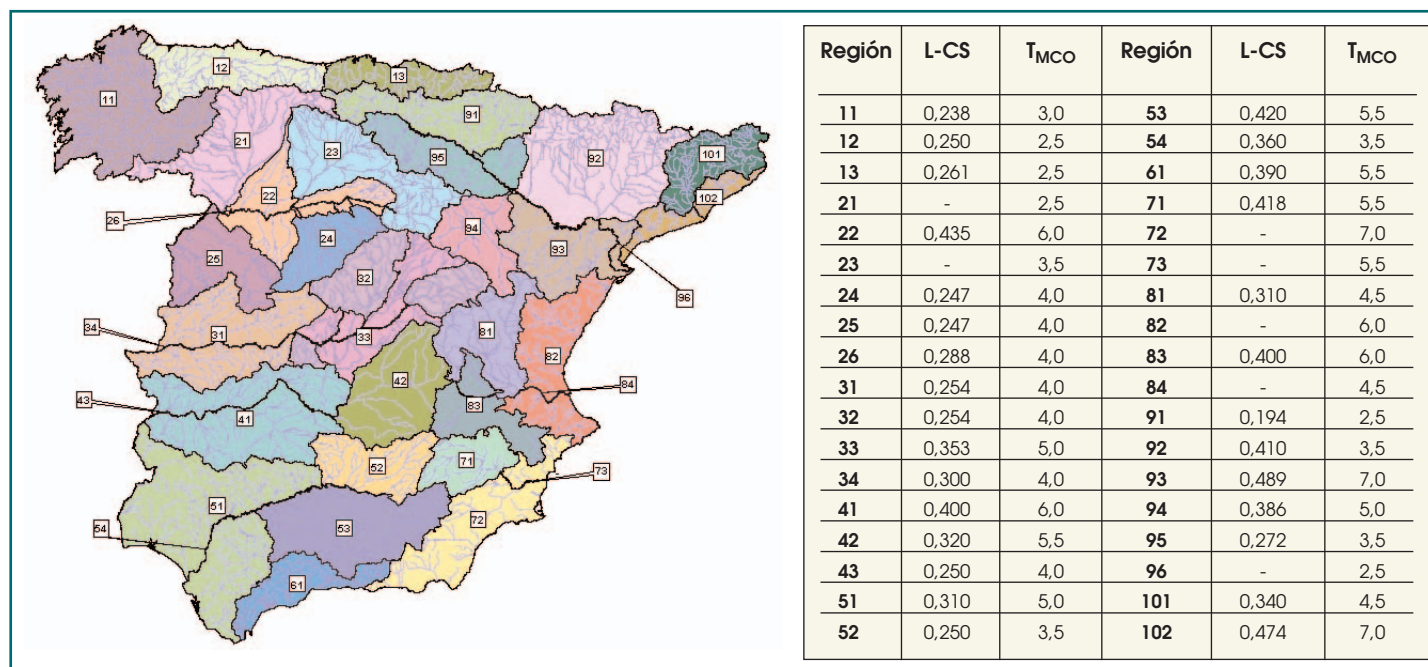 12
13
11
91
21
23
95
92
101
22
102
26
94
24
93
25
32
96
34
31
33
81
82
42
84
43
83
41
52
71
73
51
54
53
72
61
Región L-CS TMCO Región L-CS TMCO
11 0,238 3,0 53 0,420 5,5
12 0,250 2,5 54 0,360 3,5
13 0,261 2,5 61 0,390 5,5
21 - 2,5 71 0,418 5,5
22 0,435 6,0 72 - 7,0
23 - 3,5 73 - 5,5
24 0,247 4,0 81 0,310 4,5
25 0,247 4,0 82 - 6,0
26 0,288 4,0 83 0,400 6,0
31 0,254 4,0 84 - 4,5
32 0,254 4,0 91 0,194 2,5
33 0,353 5,0 92 0,410 3,5
34 0,300 4,0 93 0,489 7,0
41 0,400 6,0 94 0,386 5,0
42 0,320 5,5 95 0,272 3,5
43 0,250 4,0 96 - 2,5
51 0,310 5,0 101 0,340 4,5
52 0,250 3,5 102 0,474 7,0